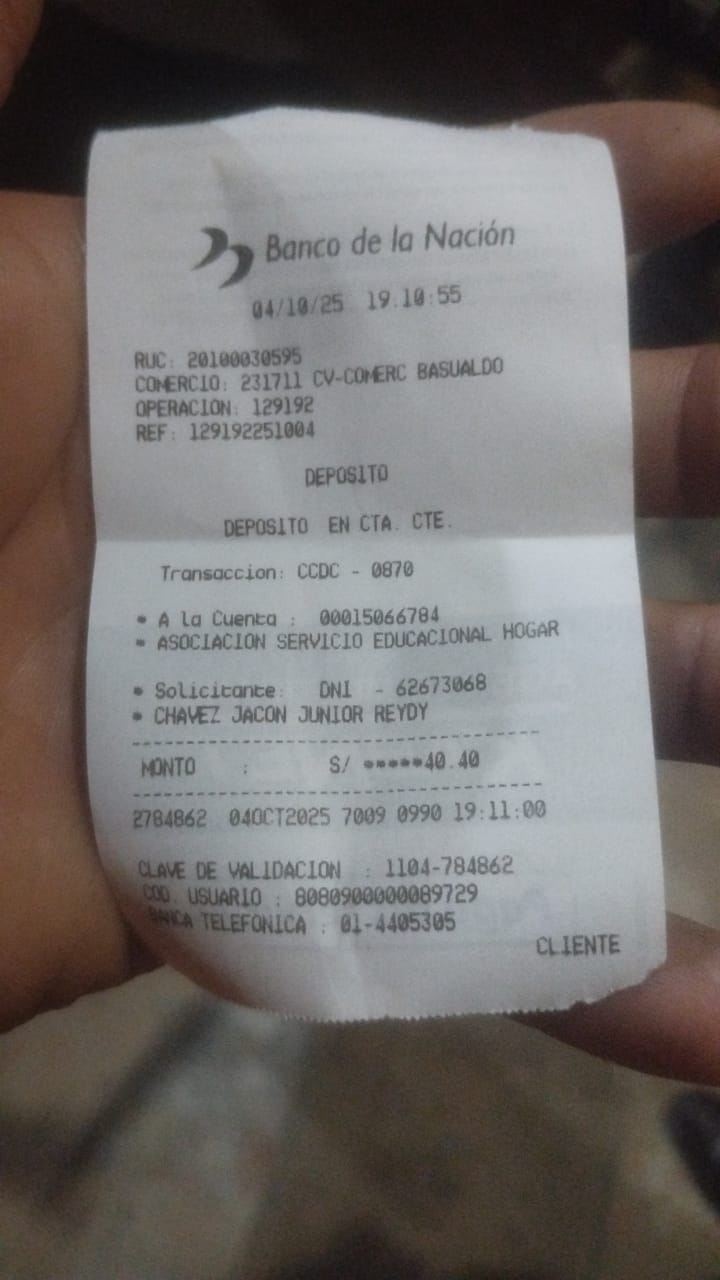 Banco de la Nación
04/10/25 19:10:55
RUC: 20100030595
COMERCIO: 231711 CV-COMERC BASUALDO
OPERACION: 129192
REF: 129192251004
DEPOSITO
DEPOSITO EN CTA. CTE.
Transaccion: CCDC - 0870
* A la Cuenta : 00015066784
* ASOCIACION SERVICIO EDUCACIONAL HOGAR
* Solicitante: DNI - 62673068
* CHAVEZ JACON JUNIOR REYDY
MONTO : S/ *****40.40
2784862 04OCT2025 7009 0990 19:11:00
CLAVE DE VALIDACION : 1104-784862
COD. USUARIO : 8080900000089729
BANCA TELEFONICA : 01-4405305
CLIENTE